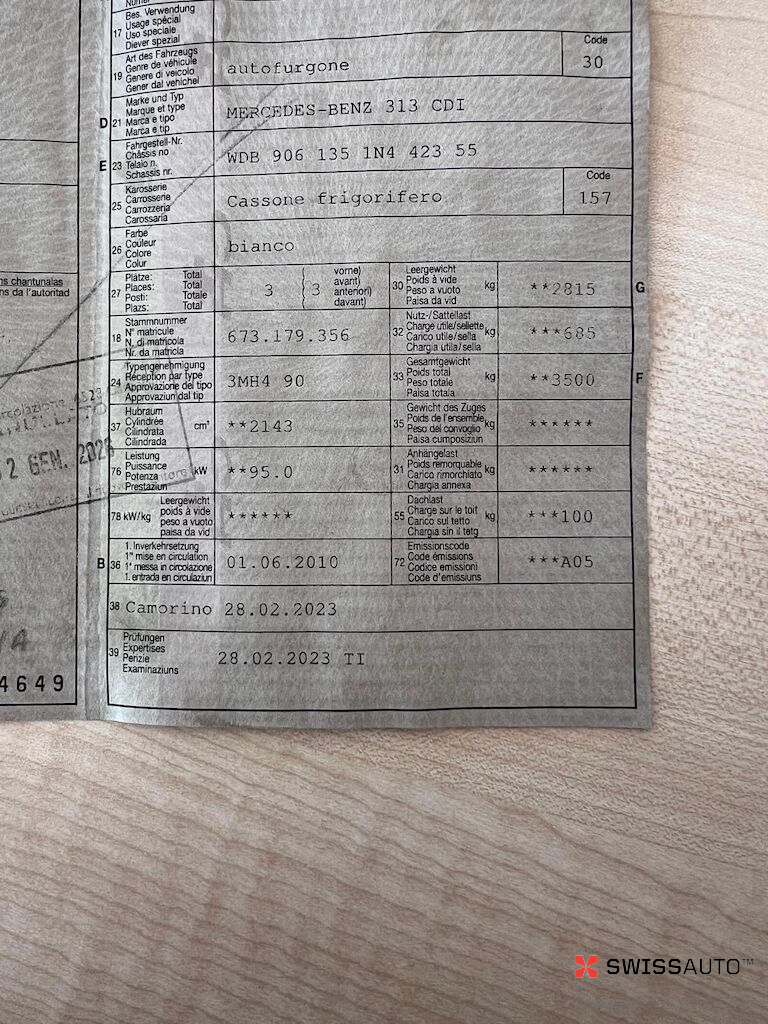 Bes. Verwendung
17 Usage spécial
Uso speciale
Diever spezial
Art des Fahrzeugs
Genre de véhicule
19 Genere di veicolo
Gener dal vehichel
autofurgone
Code
30
Marke und Typ
D 21 Marque et type
Marca e tipo
Marca e tip
MERCEDES-BENZ 313 CDI
Fahrgestell-Nr.
Châssis no
E 23 Telaio n.
Schassis nr.
WDB 906 135 1N4 423 55
Karosserie
25 Carrosserie
Carrozzeria
Carossaria
Cassone frigorifero
Code
157
Farbe
26 Couleur
Colore
Colur
bianco
27 Plätze: Total
Places: Total
Posti: Totale
Plazs: Total
3
3
vorne)
avant)
anteriori)
davant)
30 Leergewicht
Poids à vide
Peso a vuoto
Paisa da vid
kg
**2815
G
18 Stammnummer
N° matricule
N. di matricola
Nr. da matricla
673.179.356
32 Nutz-/Sattellast
Charge utile/sellette
Carico utile/sella
Chargia utila/sella
kg
***685
24 Typengenehmigung
Réception par type
Approvazione del tipo
Approvaziun dal tip
3MH4 90
33 Gesamtgewicht
Poids total
Peso totale
Paisa totala
kg
**3500
F
37 Hubraum
Cylindrée
Cilindrata
Cilindrada
cm³
**2143
35 Gewicht des Zuges
Poids de l'ensemble
Peso del convoglio
Paisa cumposiziun
kg
******
76 Leistung
Puissance
Potenza
Prestaziun
kW
**95.0
31 Anhängelast
Poids remorquable
Carico rimorchiato
Chargia annexa
kg
******
78 kW/kg
Leergewicht
poids à vide
peso a vuoto
paisa da vid
******
55 Dachlast
Charge sur le toit
Carico sul tetto
Chargia sin il tetg
kg
***100
B 36 1. Inverkehrsetzung
1re mise en circulation
1a messa in circolazione
1. entrada en circulaziun
01.06.2010
72 Emissionscode
Code émissions
Codice emissioni
Code d'emissiuns
***A05
38 Camorino 28.02.2023
39 Prüfungen
Expertises
Perizie
Examinaziuns
28.02.2023 TI
ns chantunalas
ns da l'autoritad
2 GEN.
4649
SWISSAUTO™